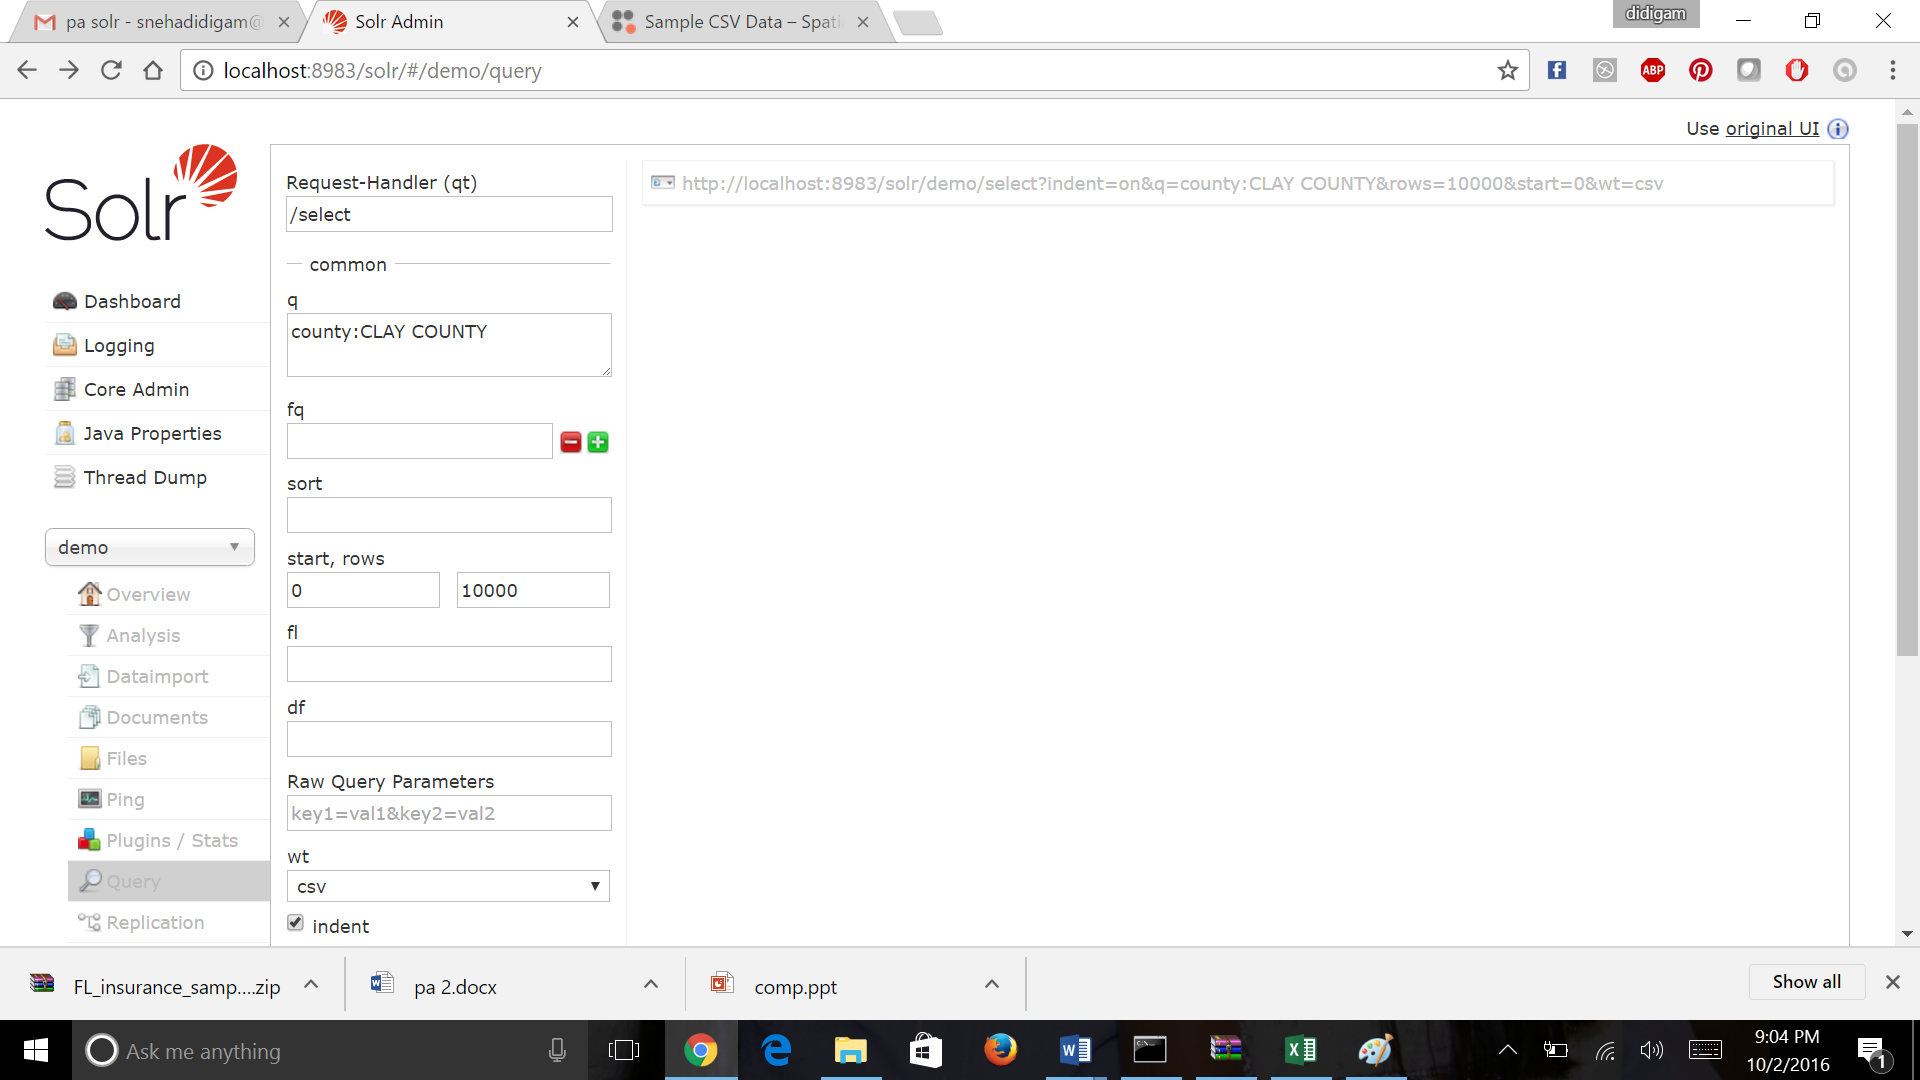 pa solr - snehadidigam@
Solr Admin
Sample CSV Data – Spati
didigam
localhost:8983/solr/#/demo/query
ABP
Use original UI
Solr
Dashboard
Logging
Core Admin
Java Properties
Thread Dump
demo
Overview
Analysis
Dataimport
Documents
Files
Ping
Plugins / Stats
Query
Replication
Request-Handler (qt)
/select
common
q
county:CLAY COUNTY
fq
sort
start, rows
0 10000
fl
df
Raw Query Parameters
key1=val1&key2=val2
wt
csv
indent
http://localhost:8983/solr/demo/select?indent=on&q=county:CLAY COUNTY&rows=10000&start=0&wt=csv
FL_insurance_samp....zip
pa 2.docx
comp.ppt
Show all
Ask me anything
9:04 PM
10/2/2016
1